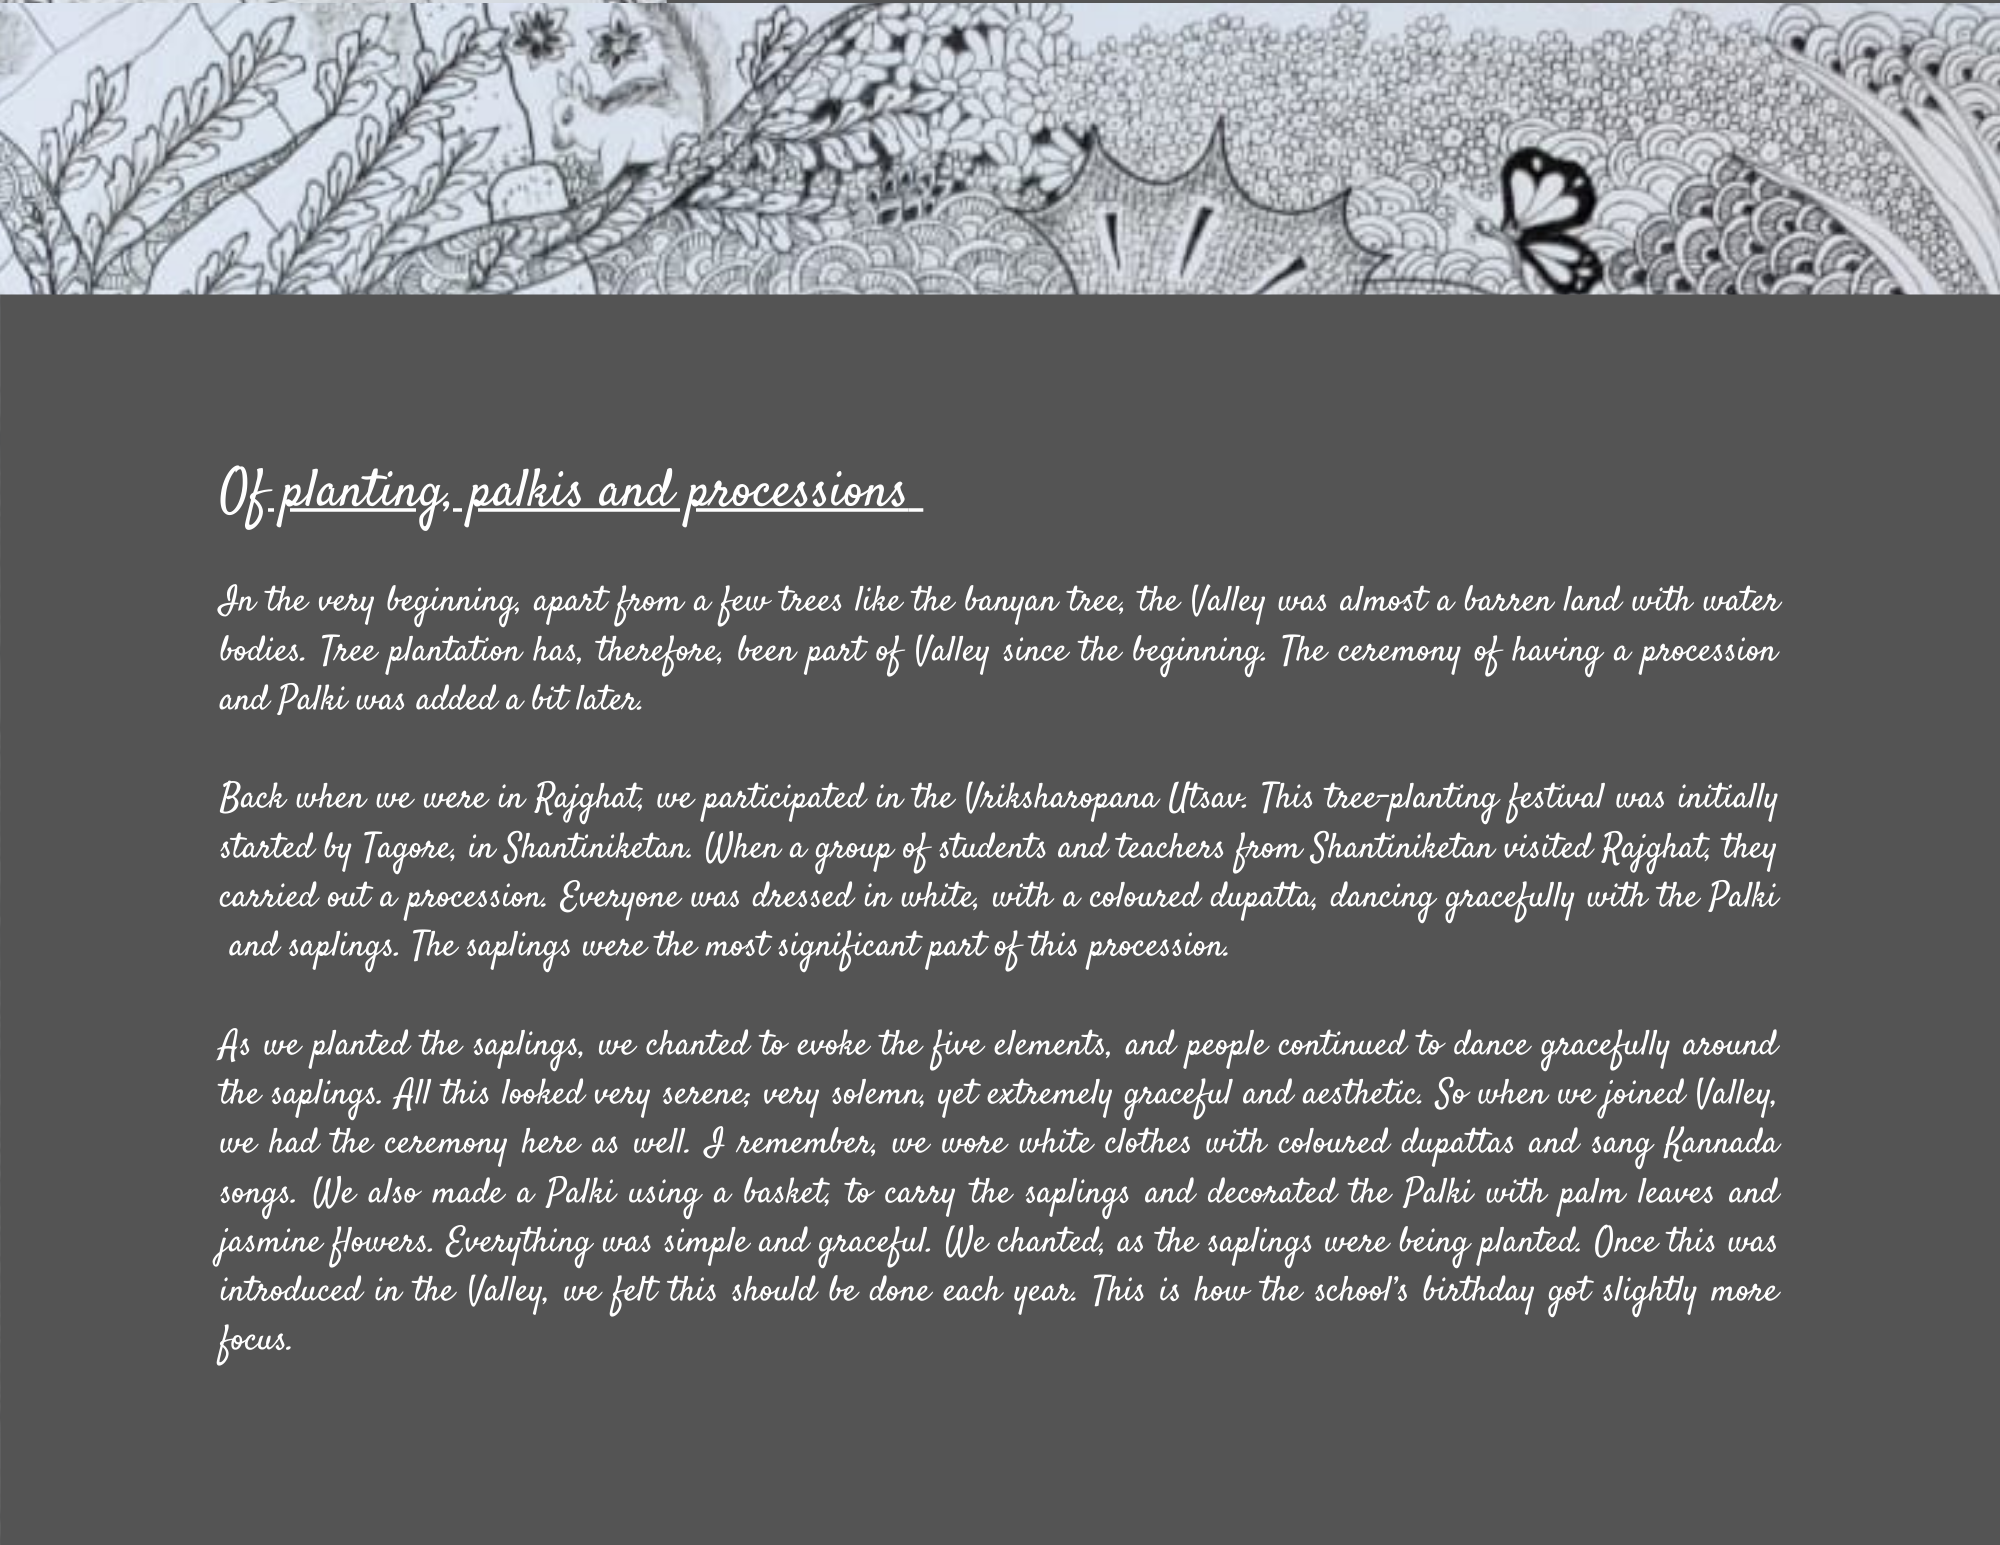 Of planting, palkis and processions
In the very beginning, apart from a few trees like the banyan tree, the Valley was almost a barren land with water
bodies. Tree plantation has, therefore, been part of Valley since the beginning. The ceremony of having a procession
and Palki was added a bit later.
Back when we were in Rajghat, we participated in the Vriksharopana Utsav. This tree-planting festival was initially
started by Tagore, in Shantiniketan. When a group of students and teachers from Shantiniketan visited Rajghat, they
carried out a procession. Everyone was dressed in white, with a coloured dupatta, dancing gracefully with the Palki
and saplings. The saplings were the most significant part of this procession.
As we planted the saplings, we chanted to evoke the five elements, and people continued to dance gracefully around
the saplings. All this looked very serene; very solemn, yet extremely graceful and aesthetic. So when we joined Valley,
we had the ceremony here as well. I remember, we wore white clothes with coloured dupattas and sang Kannada
songs. We also made a Palki using a basket, to carry the saplings and decorated the Palki with palm leaves and
jasmine flowers. Everything was simple and graceful. We chanted, as the saplings were being planted. Once this was
introduced in the Valley, we felt this should be done each year. This is how the school's birthday got slightly more
focus.